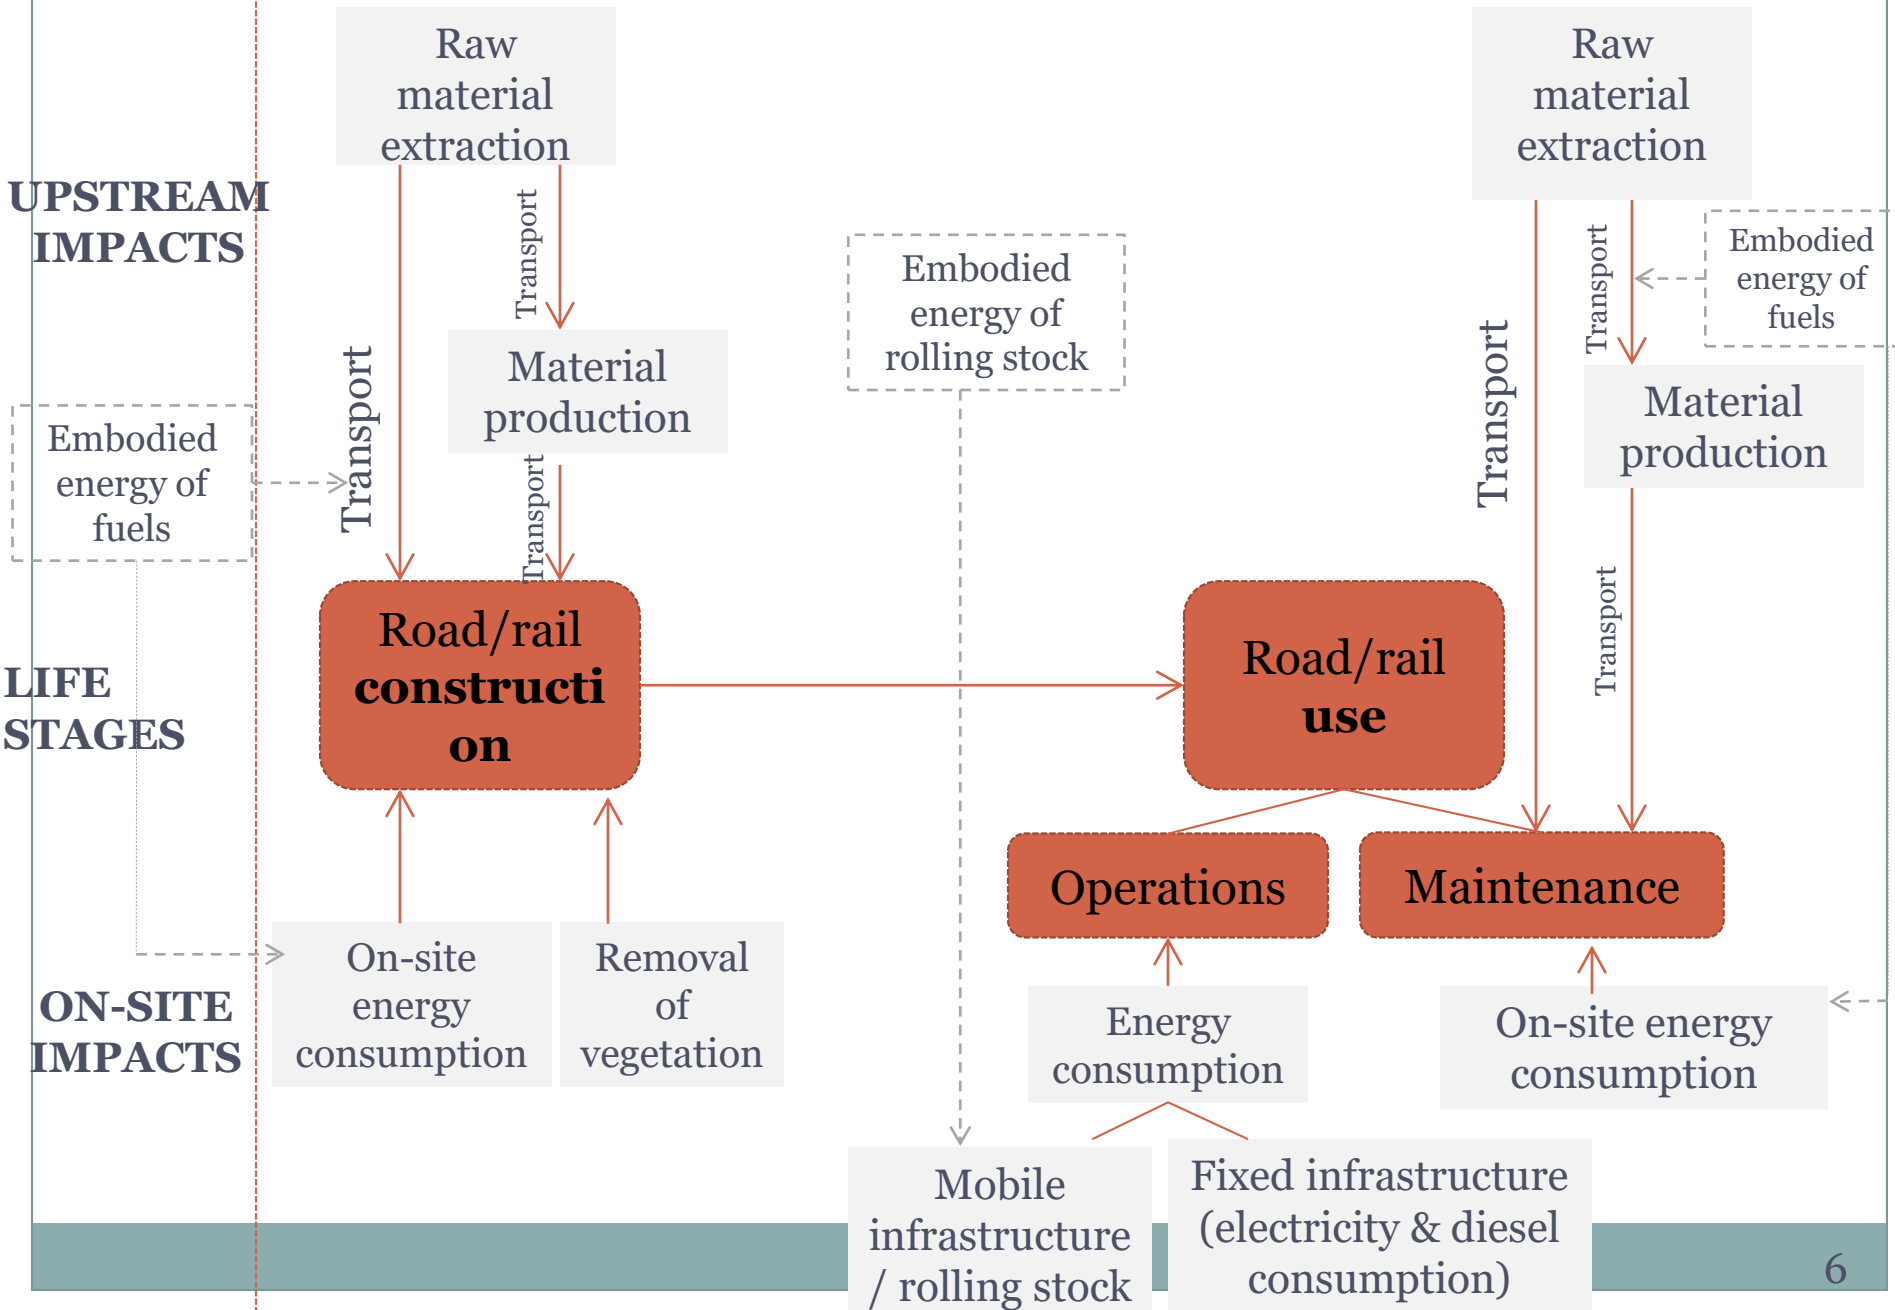 Raw
material
extraction
Raw
material
extraction
UPSTREAM
IMPACTS
Transport
Embodied
energy of
rolling stock
Transport
Embodied
energy of
fuels
Transport
Material
production
Transport
Material
production
Embodied
energy of
fuels
Transport
Transport
LIFE
STAGES
Road/rail
constructi
on
Road/rail
use
Operations
Maintenance
ON-SITE
IMPACTS
On-site
energy
consumption
Removal
of
vegetation
Energy
consumption
On-site energy
consumption
Mobile
infrastructure
/ rolling stock
Fixed infrastructure
(electricity & diesel
consumption)
6